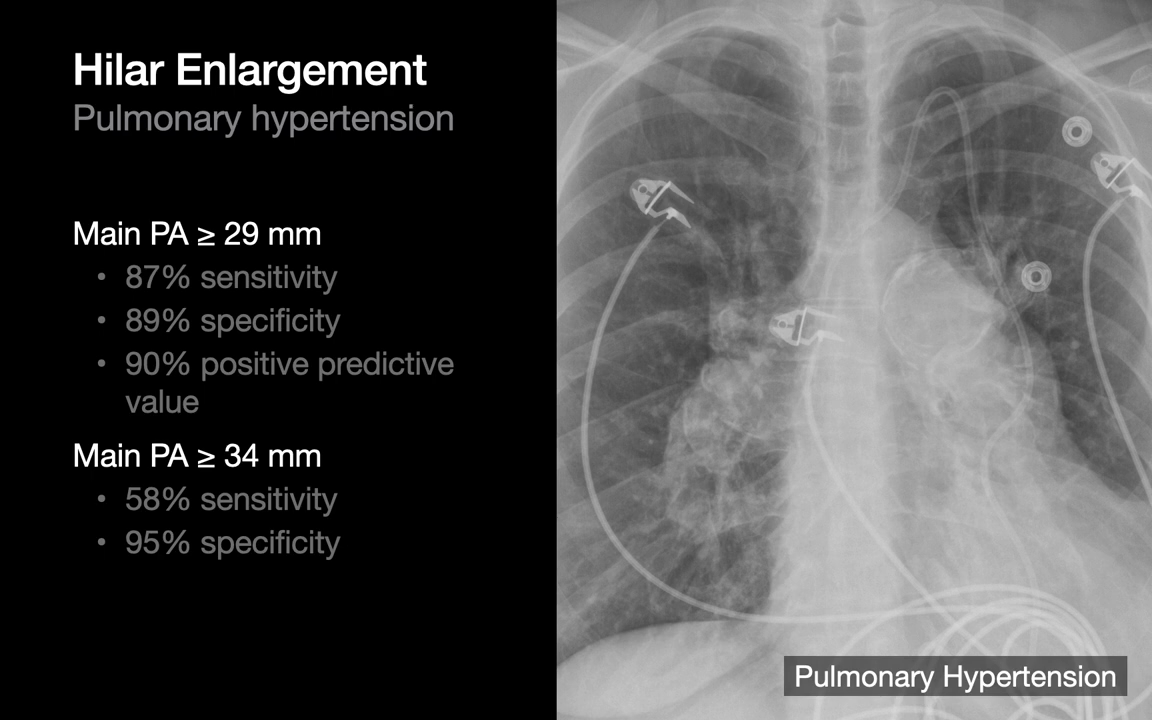 Hilar Enlargement
Pulmonary hypertension
Main PA ≥ 29 mm
• 87% sensitivity
• 89% specificity
• 90% positive predictive
value
Main PA ≥ 34 mm
• 58% sensitivity
• 95% specificity
Pulmonary Hypertension